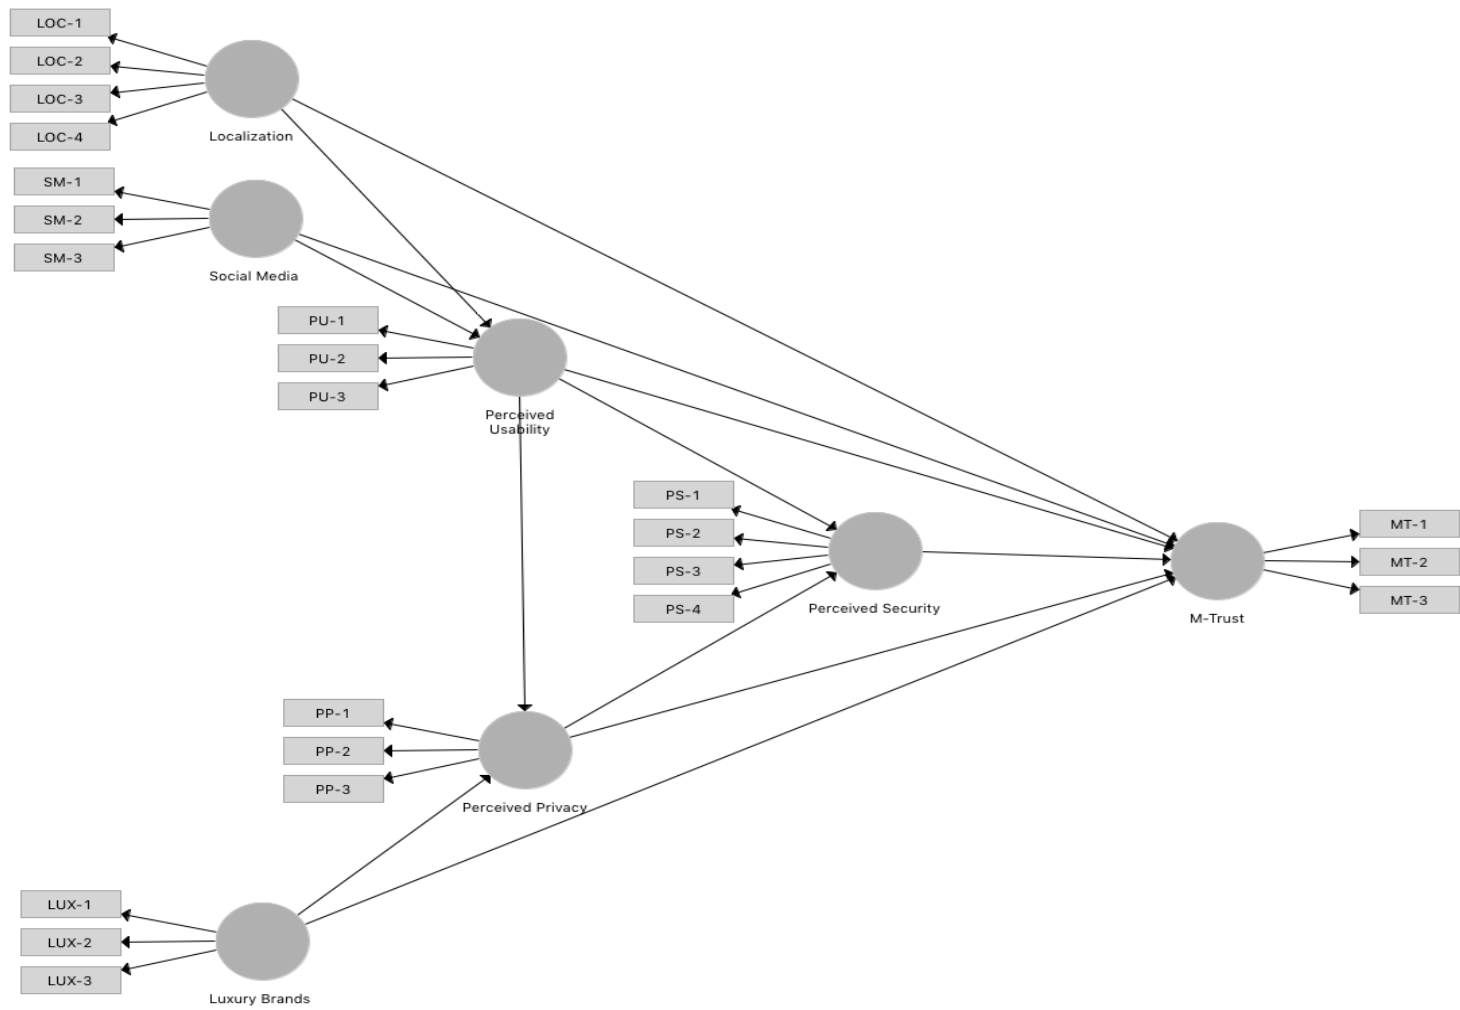 LOC-1
LOC-2
LOC-3
LOC-4
Localization
SM-1
SM-2
SM-3
Social Media
PU-1
PU-2
PU-3
Perceived
Usability
PS-1
PS-2
PS-3
PS-4
Perceived Security
MT-1
MT-2
MT-3
M-Trust
PP-1
PP-2
PP-3
Perceived Privacy
LUX-1
LUX-2
LUX-3
Luxury Brands